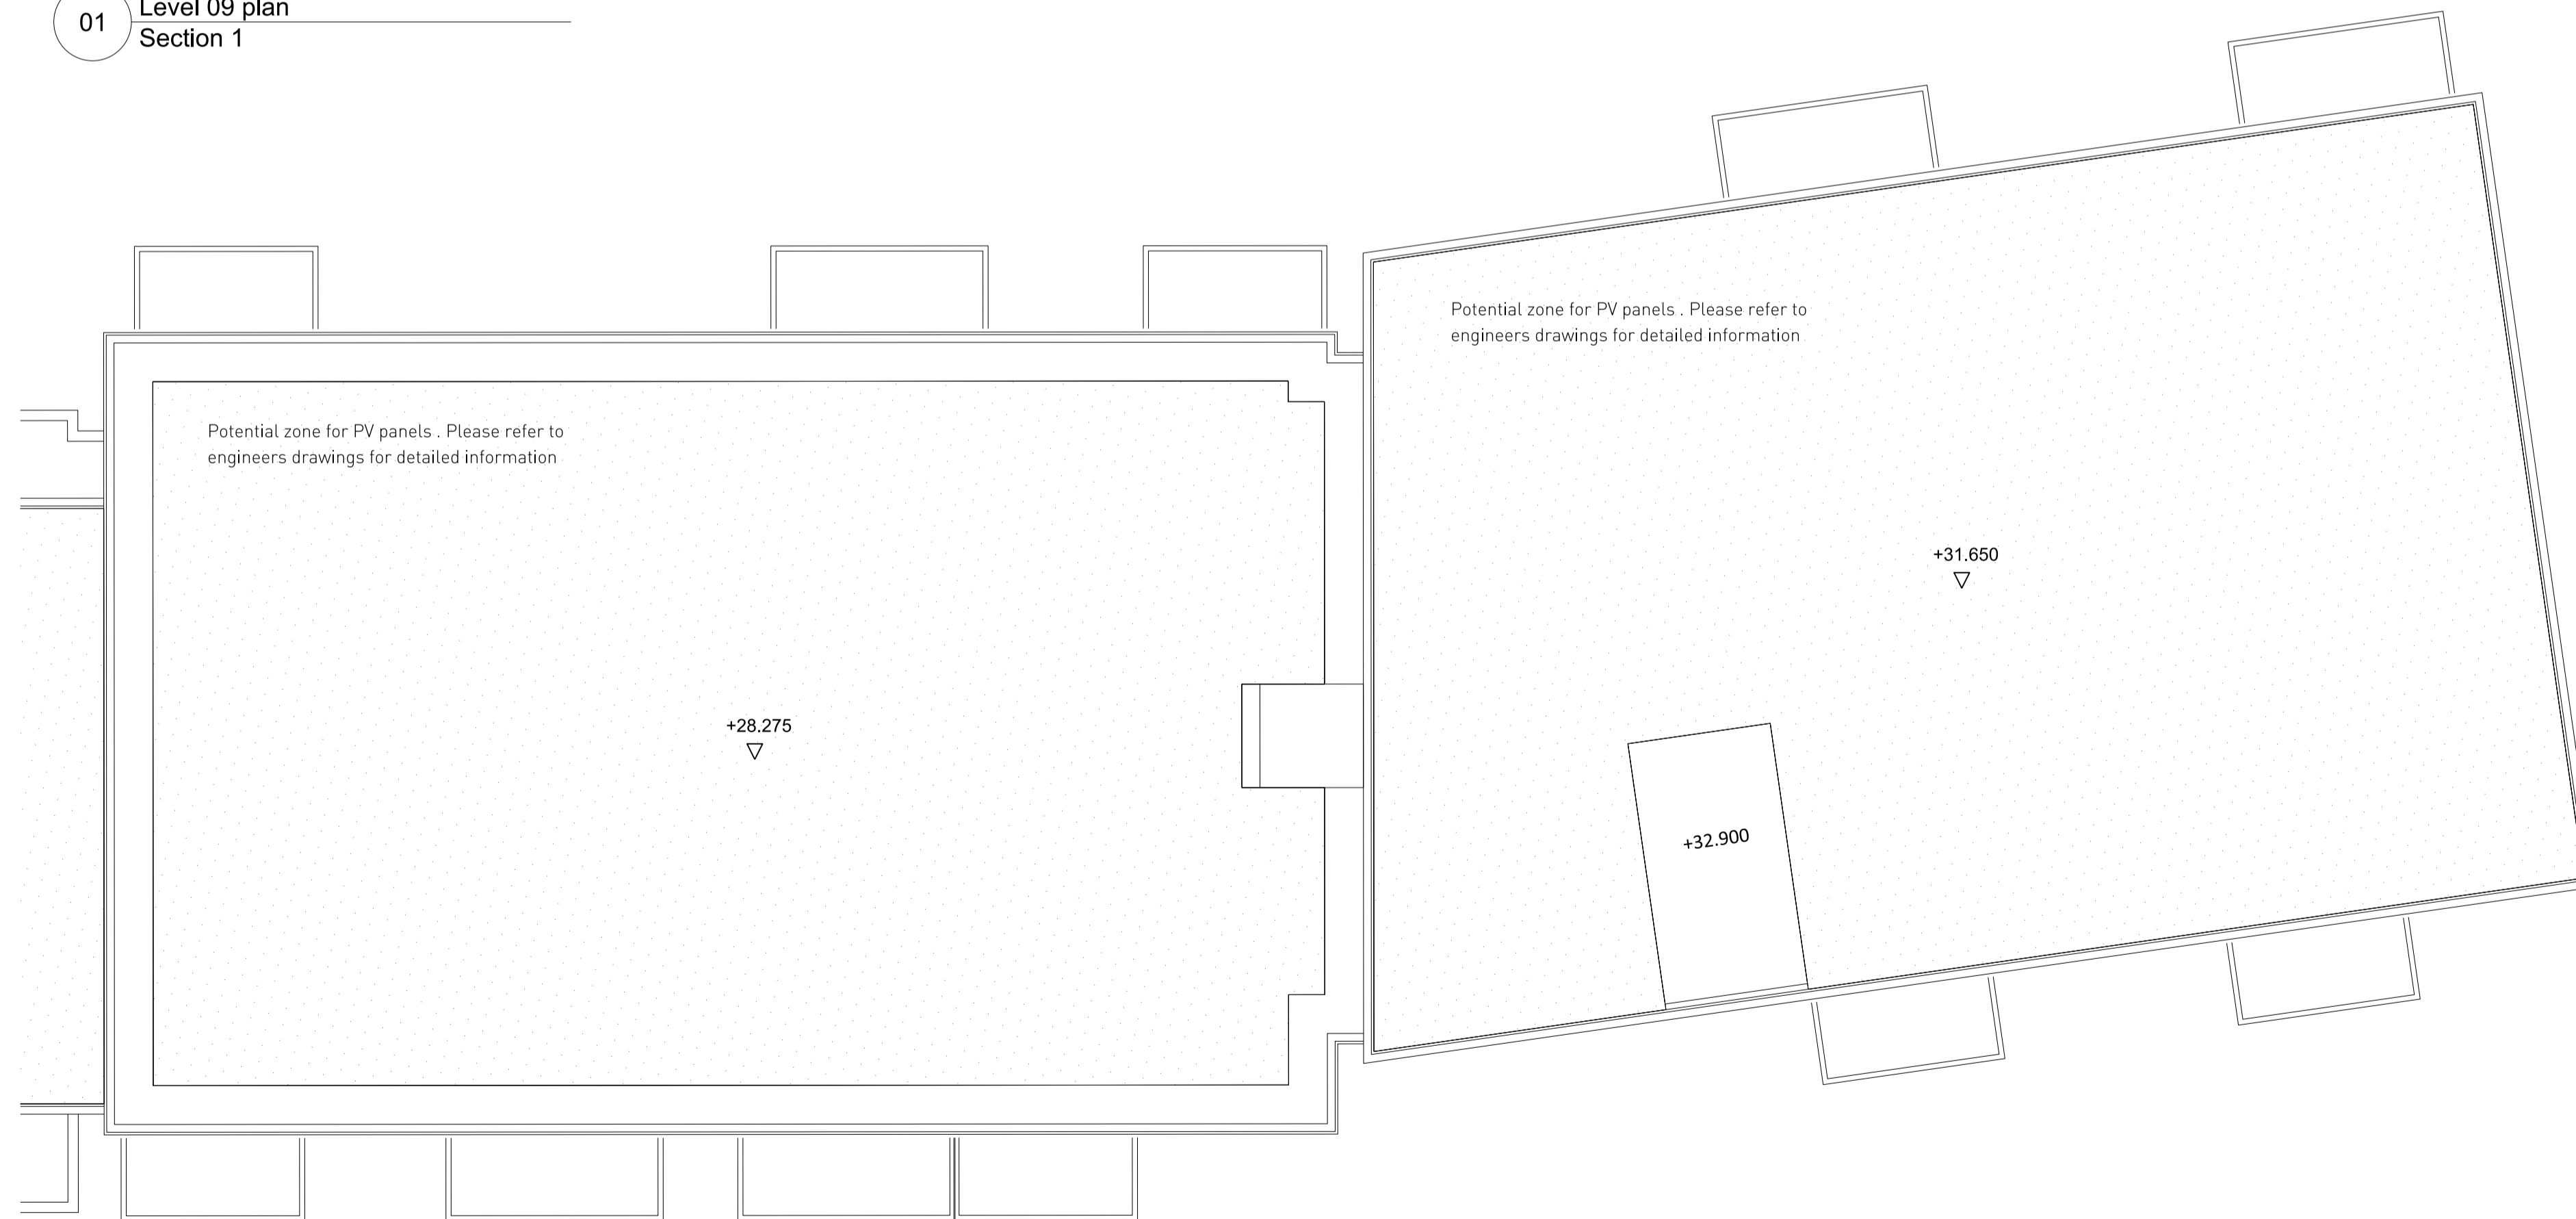 01
Level 09 plan
Section 1
Potential zone for PV panels . Please refer to
engineers drawings for detailed information
Potential zone for PV panels . Please refer to
engineers drawings for detailed information
+31.650
+28.275
+32.900